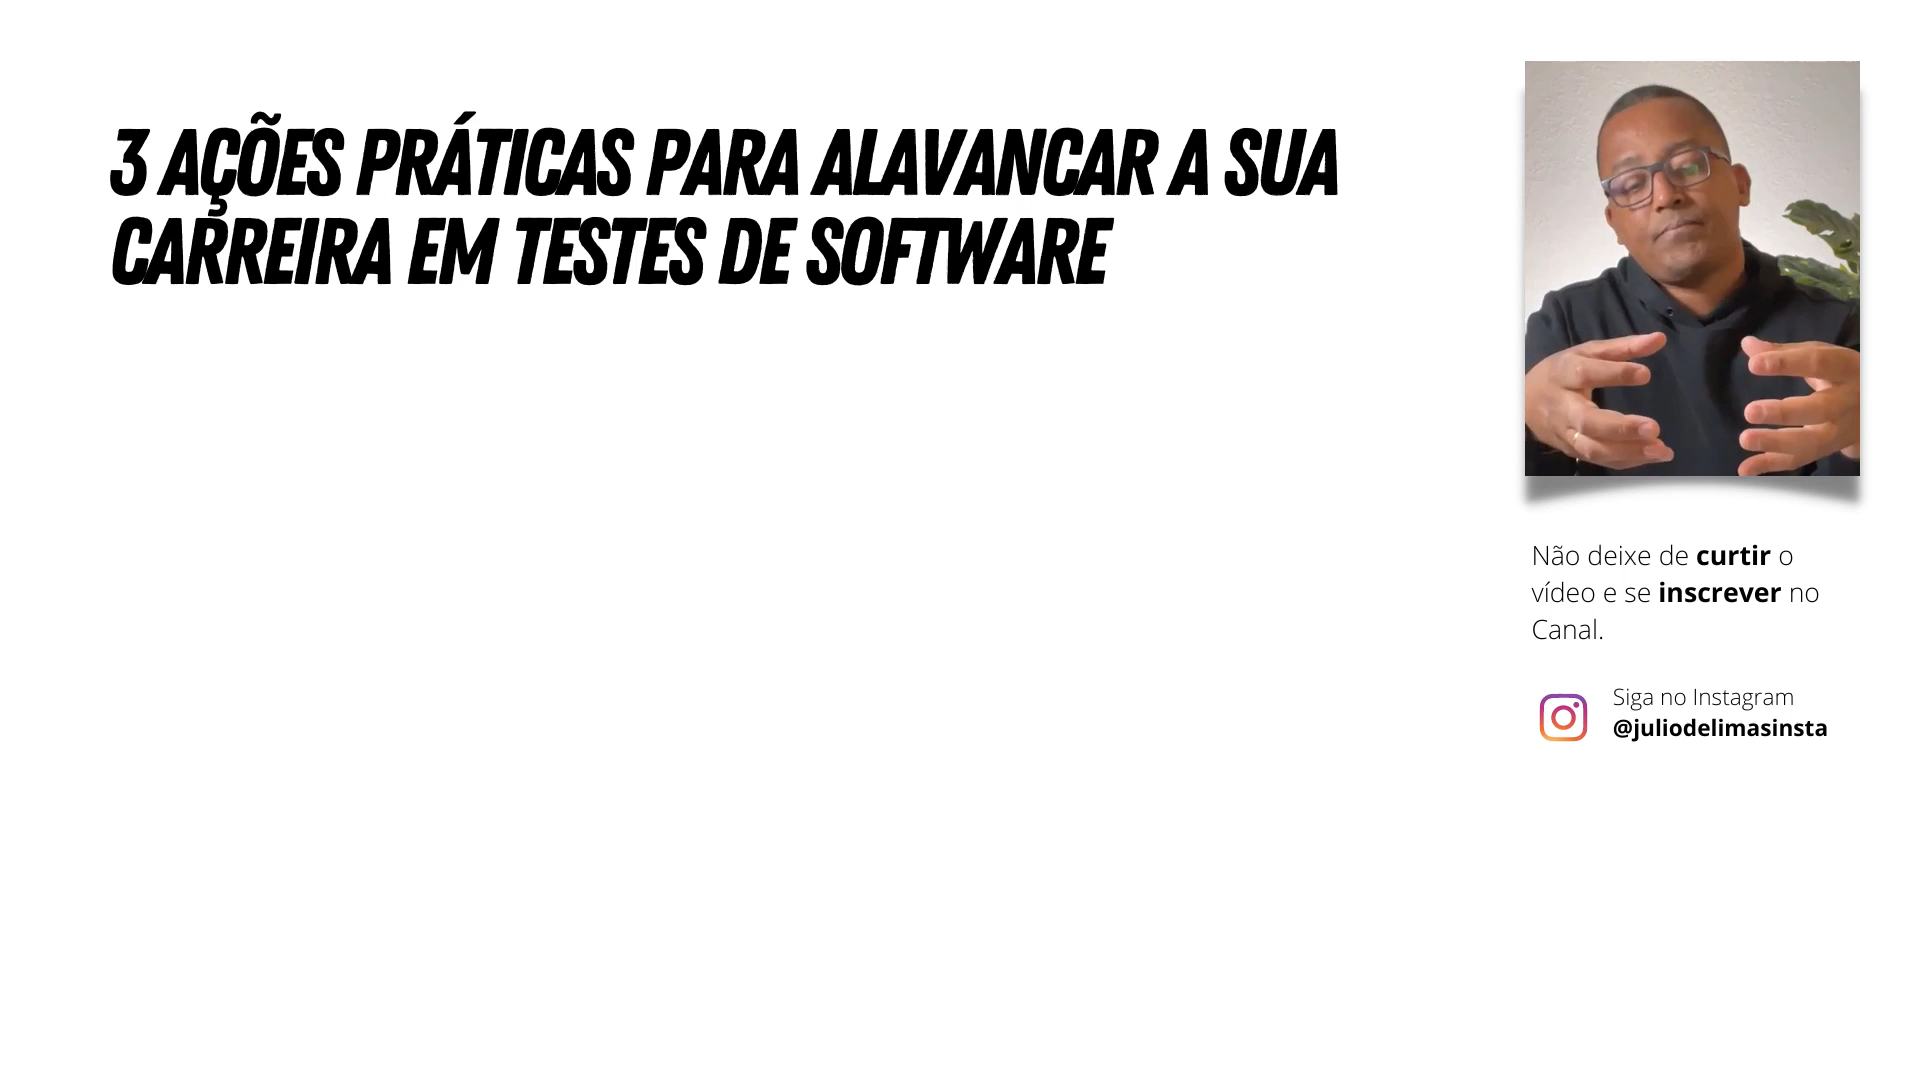 3 AÇÕES PRÁTICAS PARA ALAVANCAR A SUA
CARREIRA EM TESTES DE SOFTWARE
Não deixe de curtir o
vídeo e se inscrever no
Canal.
Siga no Instagram
@juliodelimasinsta